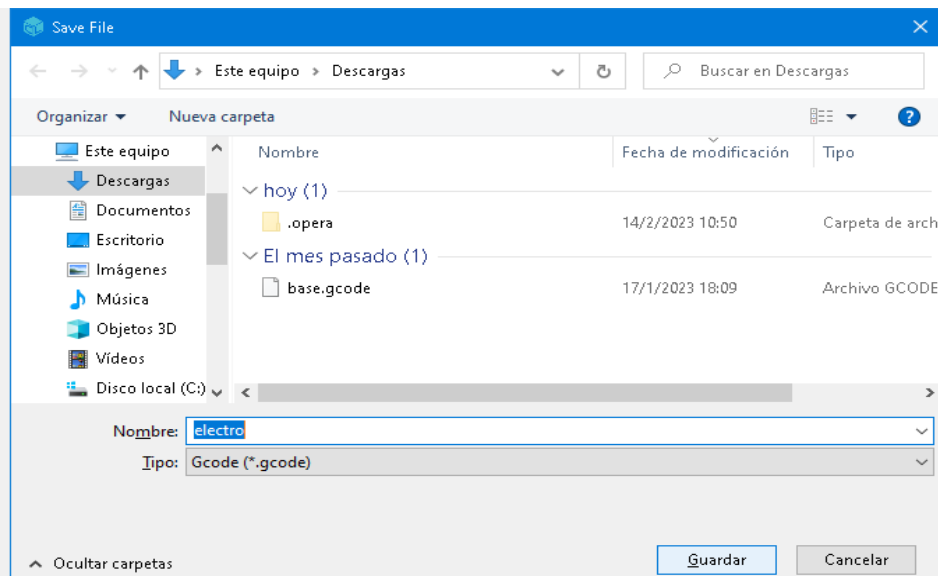 Save File
Este equipo > Descargas
Buscar en Descargas
Organizar
Nueva carpeta
?
Este equipo
Descargas
Documentos
Escritorio
Imágenes
Música
Objetos 3D
Vídeos
Disco local (C:)
Nombre Fecha de modificación Tipo
hoy (1)
.opera 14/2/2023 10:50 Carpeta de arch
El mes pasado (1)
base.gcode 17/1/2023 18:09 Archivo GCODE
Nombre: electro
Tipo: Gcode (*.gcode)
Ocultar carpetas
Guardar
Cancelar